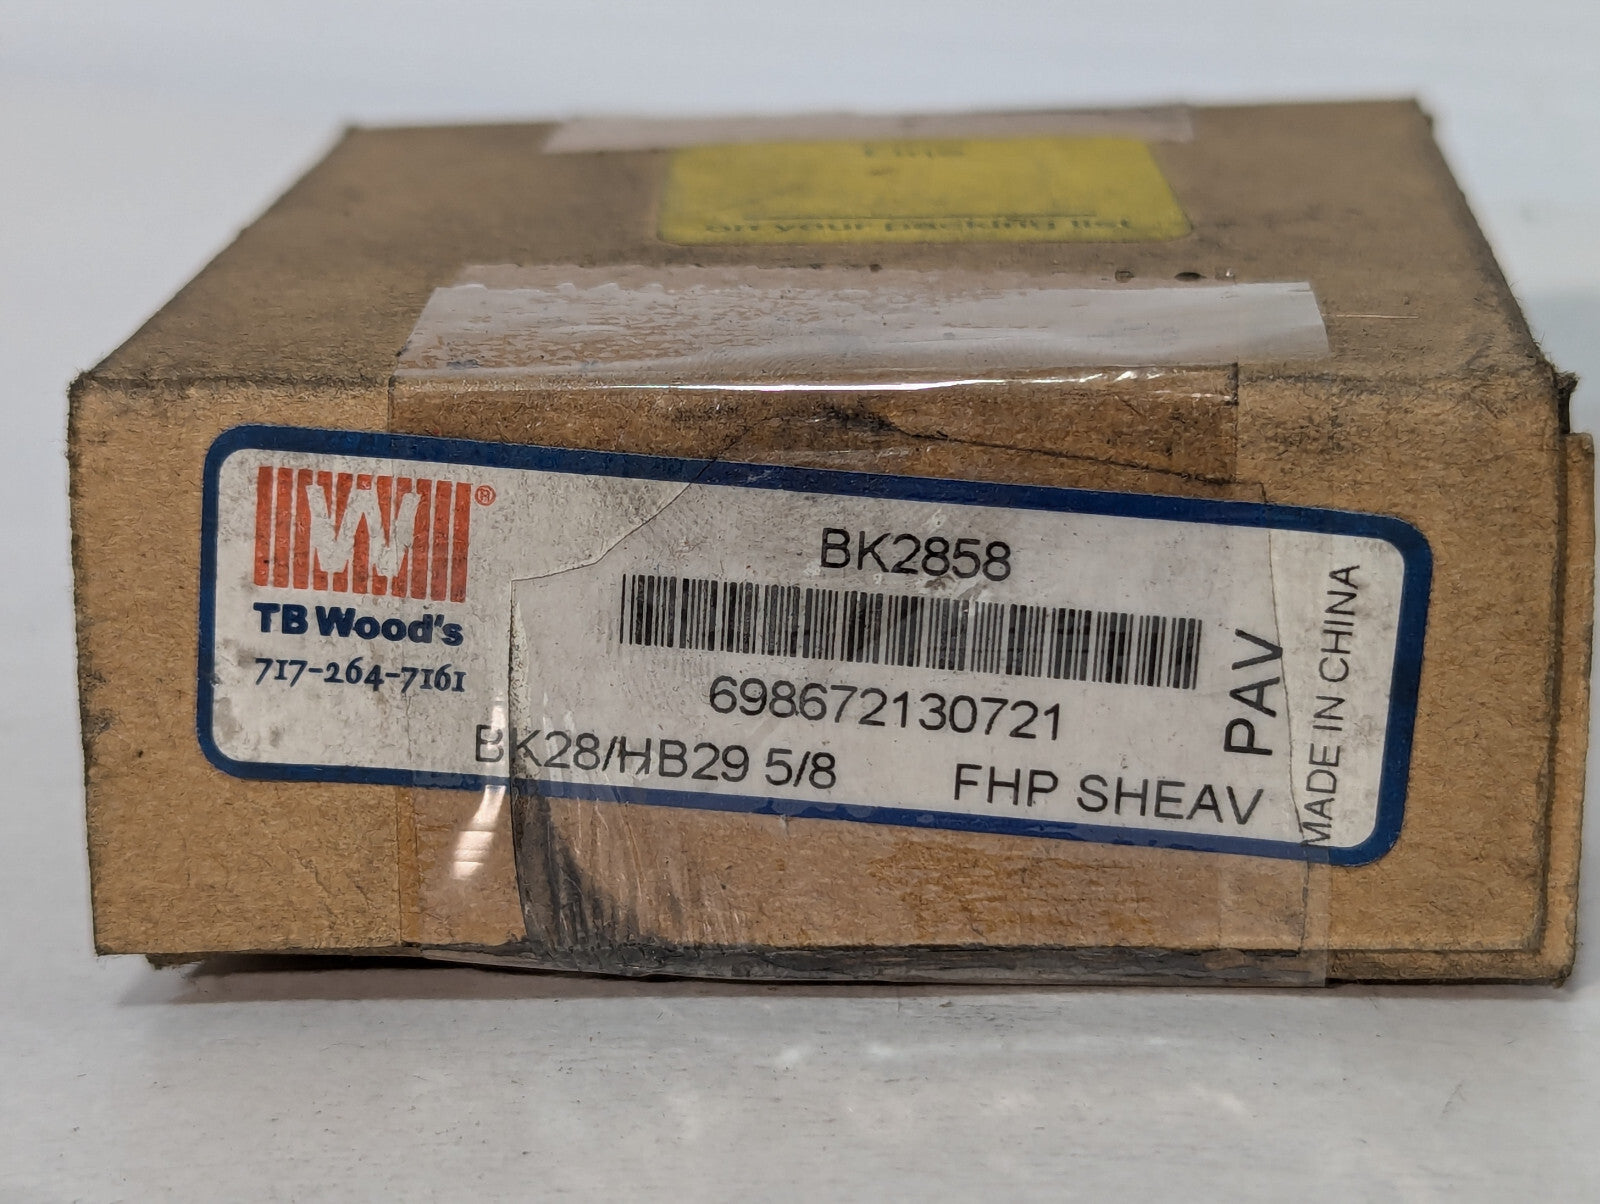 on your packing list
®
TB Wood's
717-264-7161
BK2858
698672130721
BK28/HB29 5/8 FHP SHEAV
PAV
MADE IN CHINA